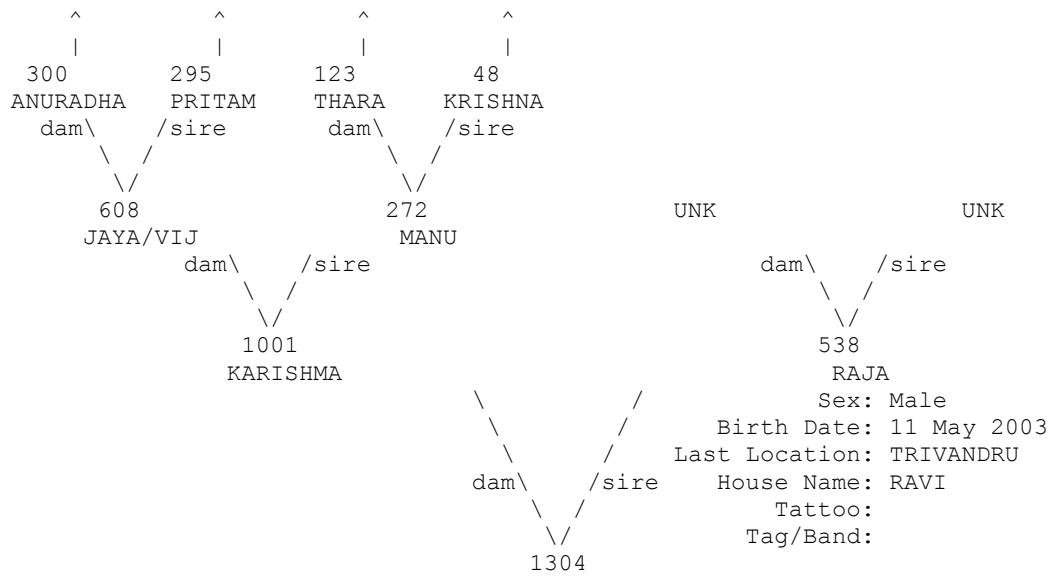 ^ ^ ^ ^
| | | |
300 295 123 48
ANURADHA PRITAM THARA KRISHNA
dam\ /sire dam\ /sire
\ / \ /
\/ \/
608 272 UNK UNK
JAYA/VIJ MANU
dam\ /sire dam\ /sire
\ / \ /
\/ \/
1001 538
KARISHMA RAJA
\ / Sex: Male
\ / Birth Date: 11 May 2003
\ / Last Location: TRIVANDRU
dam\ /sire House Name: RAVI
\ / Tattoo:
\/ Tag/Band:
1304